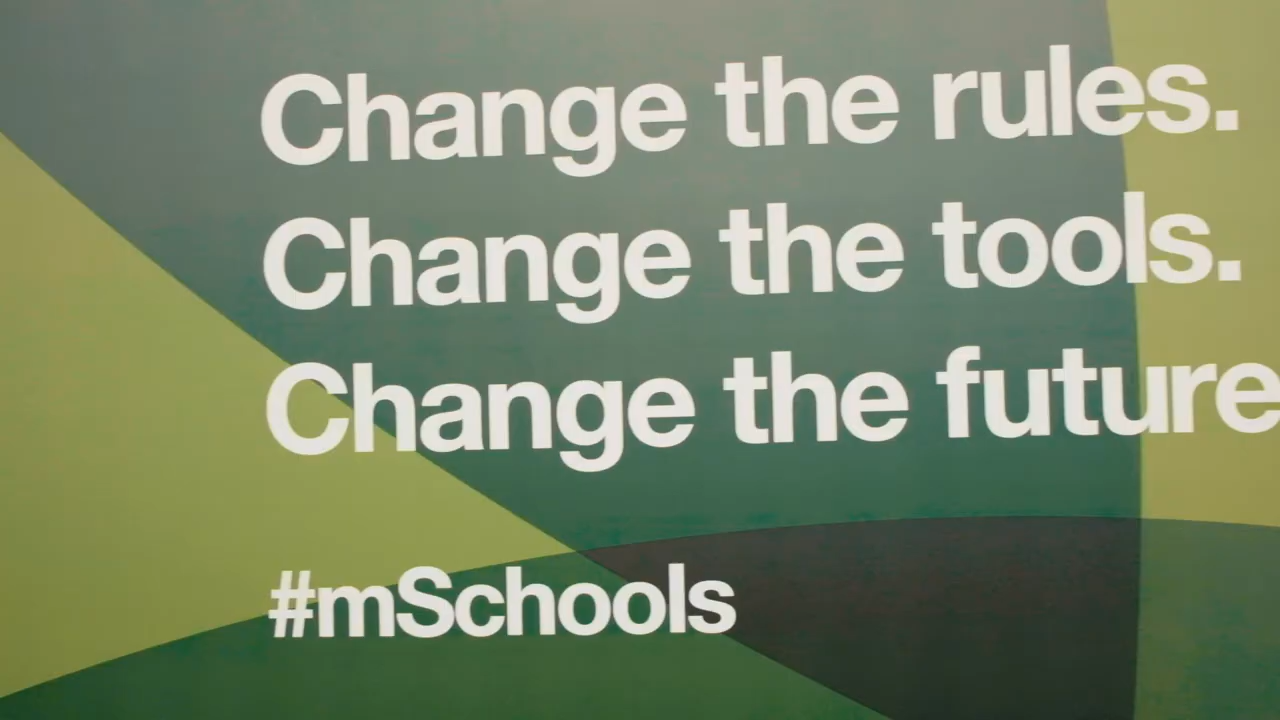 Change the rules.
Change the tools.
Change the future
#mSchools